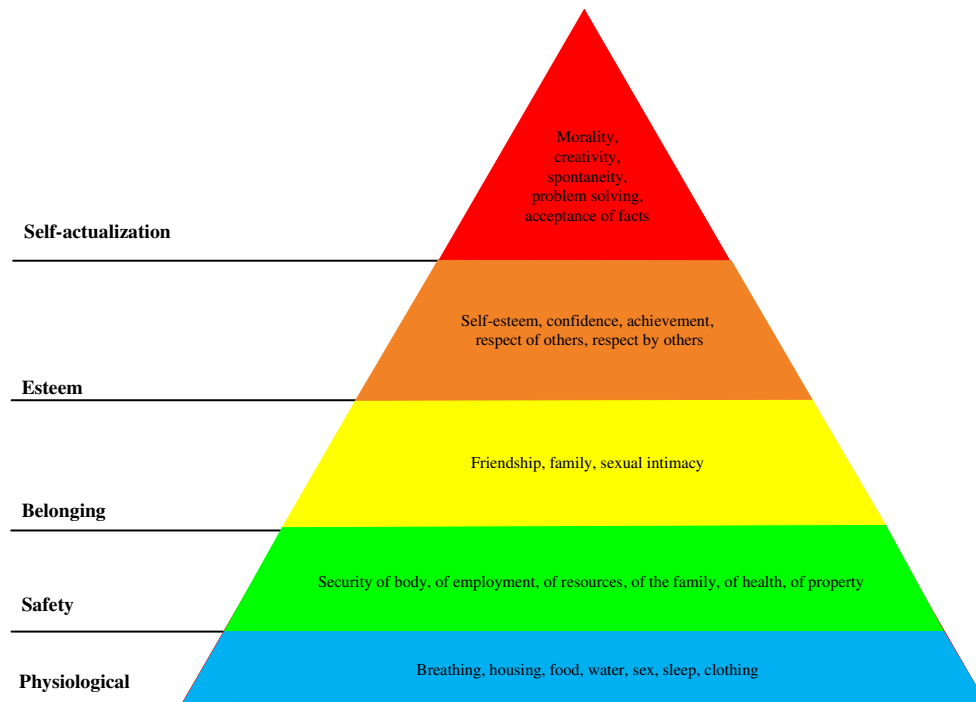 Morality,
creativity,
spontaneity,
problem solving,
acceptance of facts
Self-actualization
Self-esteem, confidence, achievement,
respect of others, respect by others
Esteem
Friendship, family, sexual intimacy
Belonging
Security of body, of employment, of resources, of the family, of health, of property
Safety
Breathing, housing, food, water, sex, sleep, clothing
Physiological